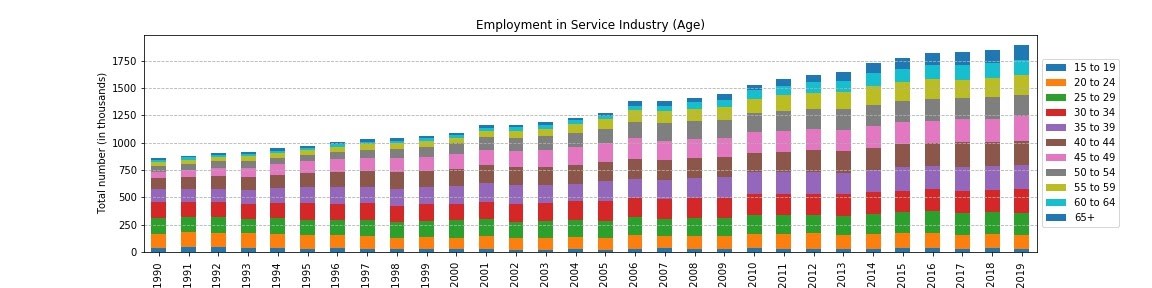 Employment in Service Industry (Age)
Total number (in thousands)
1750
1500
1250
1000
750
500
250
0
1990 1991 1992 1993 1994 1995 1996 1997 1998 1999 2000 2001 2002 2003 2004 2005 2006 2007 2008 2009 2010 2011 2012 2013 2014 2015 2016 2017 2018 2019
15 to 19
20 to 24
25 to 29
30 to 34
35 to 39
40 to 44
45 to 49
50 to 54
55 to 59
60 to 64
65+